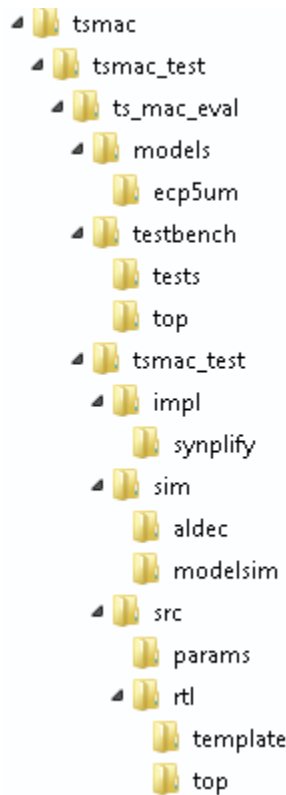 tsmac
tsmac_test
ts_mac_eval
models
ecp5um
testbench
tests
top
tsmac_test
impl
synplify
sim
aldec
modelsim
src
params
rtl
template
top